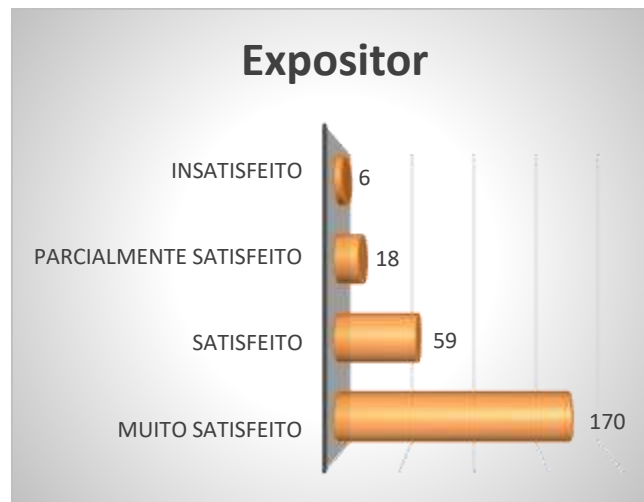 Expositor
INSATISFEITO 6
PARCIALMENTE SATISFEITO 18
SATISFEITO 59
MUITO SATISFEITO 170